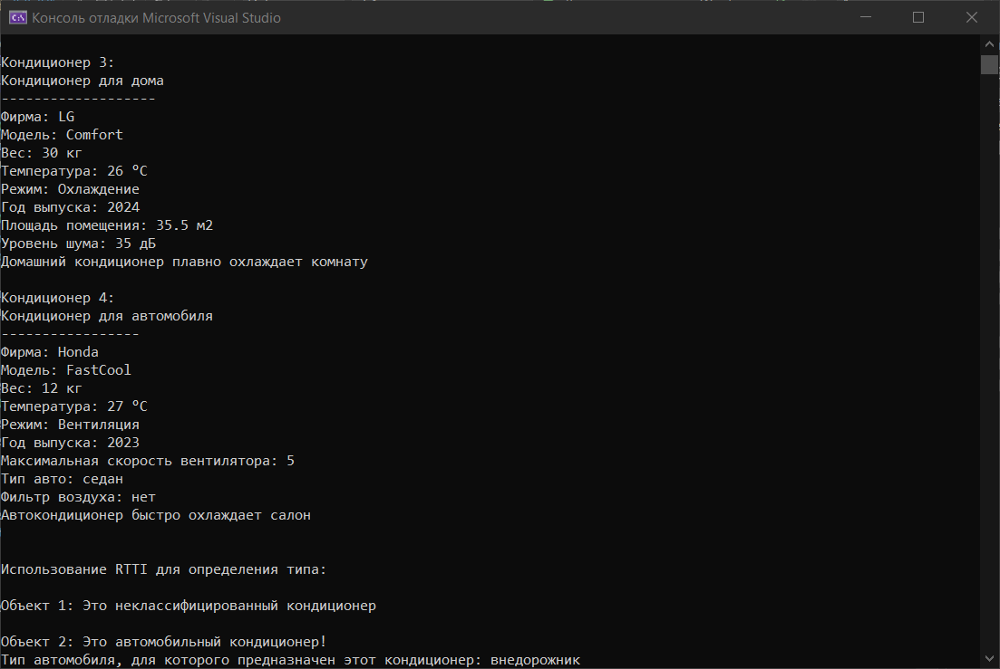 Консоль отладки Microsoft Visual Studio
Кондиционер 3:
Кондиционер для дома
-------------------
Фирма: LG
Модель: Comfort
Вес: 30 кг
Температура: 26 °C
Режим: Охлаждение
Год выпуска: 2024
Площадь помещения: 35.5 м2
Уровень шума: 35 дБ
Домашний кондиционер плавно охлаждает комнату
Кондиционер 4:
Кондиционер для автомобиля
-----------------
Фирма: Honda
Модель: FastCool
Вес: 12 кг
Температура: 27 °C
Режим: Вентиляция
Год выпуска: 2023
Максимальная скорость вентилятора: 5
Тип авто: седан
Фильтр воздуха: нет
Автокондиционер быстро охлаждает салон
Использование RTTI для определения типа:
Объект 1: Это неклассифицированный кондиционер
Объект 2: Это автомобильный кондиционер!
Тип автомобиля, для которого предназначен этот кондиционер: внедорожник